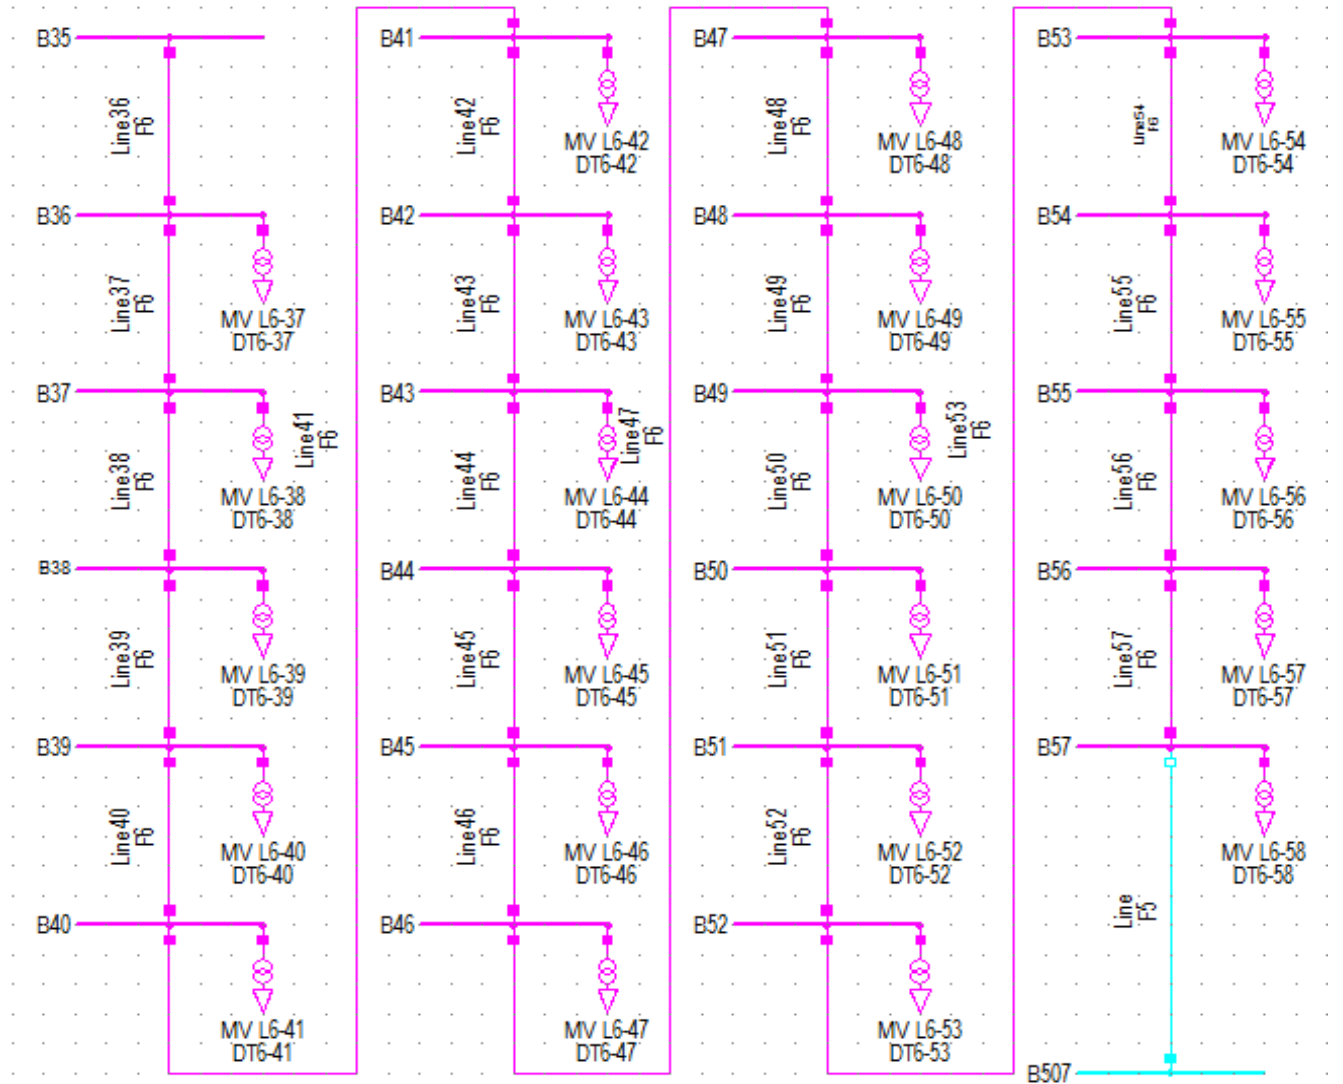 B35
Line36
F6
B36
MV L6-37
DT6-37
Line37
F6
B37
MV L6-38
DT6-38
Line38
F6
B38
MV L6-39
DT6-39
Line39
F6
B39
MV L6-40
DT6-40
Line40
F6
B40
MV L6-41
DT6-41
Line41
F6
B41
MV L6-42
DT6-42
Line42
F6
B42
MV L6-43
DT6-43
Line43
F6
B43
MV L6-44
DT6-44
Line44
F6
B44
MV L6-45
DT6-45
Line45
F6
B45
MV L6-46
DT6-46
Line46
F6
B46
MV L6-47
DT6-47
Line47
F6
B47
MV L6-48
DT6-48
Line48
F6
B48
MV L6-49
DT6-49
Line49
F6
B49
MV L6-50
DT6-50
Line50
F6
B50
MV L6-51
DT6-51
Line51
F6
B51
MV L6-52
DT6-52
Line52
F6
B52
MV L6-53
DT6-53
Line53
F6
B53
MV L6-54
DT6-54
Line54
F6
B54
MV L6-55
DT6-55
Line55
F6
B55
MV L6-56
DT6-56
Line56
F6
B56
MV L6-57
DT6-57
Line57
F6
B57
MV L6-58
DT6-58
Line
F5
B507